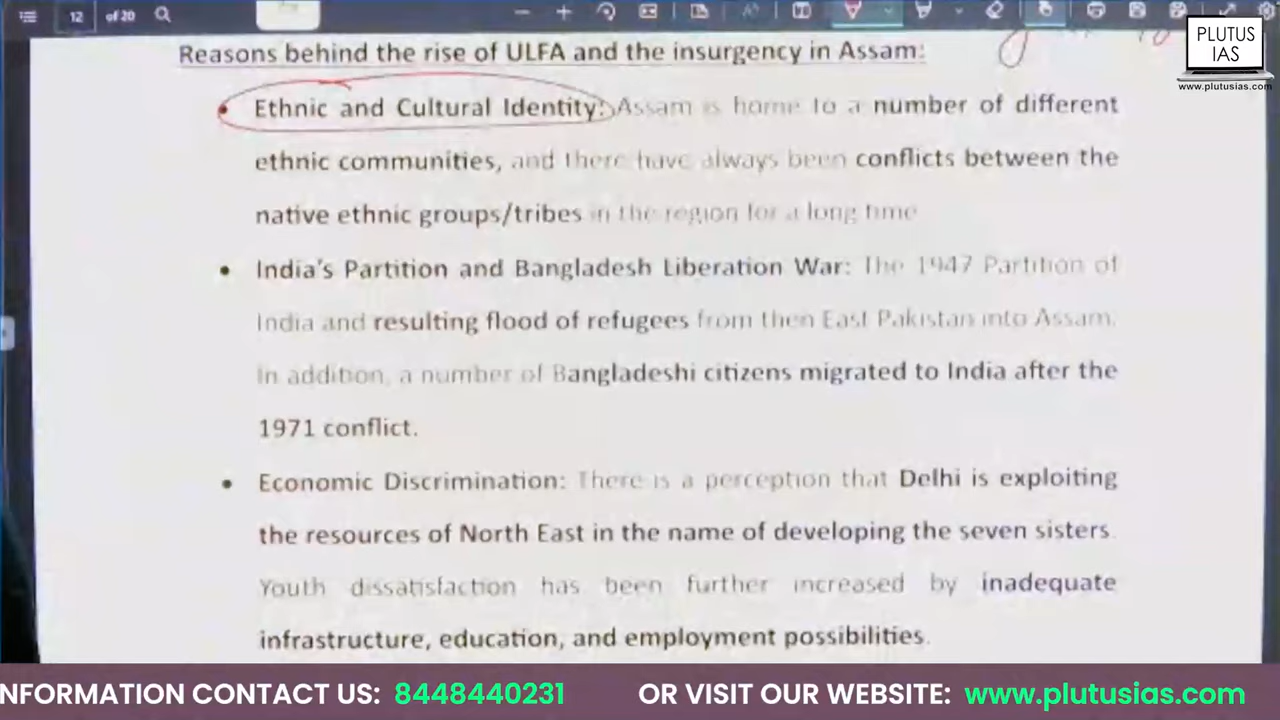 12 of 20
PLUTUS
IAS
www.plutusias.com
Reasons behind the rise of ULFA and the insurgency in Assam:
• Ethnic and Cultural Identity: Assam is home to a number of different
ethnic communities, and there have always been conflicts between the
native ethnic groups/tribes in the region for a long time
• India's Partition and Bangladesh Liberation War: The 1947 Partition of
India and resulting flood of refugees from then East Pakistan into Assam.
In addition, a number of Bangladeshi citizens migrated to India after the
1971 conflict.
• Economic Discrimination: There is a perception that Delhi is exploiting
the resources of North East in the name of developing the seven sisters.
Youth dissatisfaction has been further increased by inadequate
infrastructure, education, and employment possibilities.
NFORMATION CONTACT US: 8448440231 OR VISIT OUR WEBSITE: www.plutusias.com